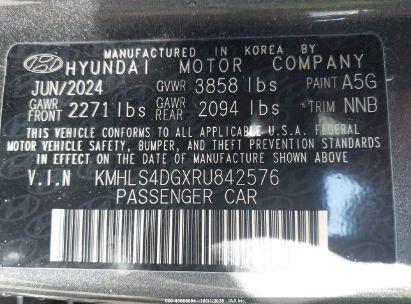 MANUFACTURED IN KOREA BY
HYUNDAI MOTOR COMPANY
JUN/2024 GVWR 3858 lbs PAINT A5G
GAWR FRONT 2271 lbs GAWR REAR 2094 lbs *TRIM NNB
THIS VEHICLE CONFORMS TO ALL APPLICABLE U.S.A. FEDERAL
MOTOR VEHICLE SAFETY, BUMPER, AND THEFT PREVENTION STANDARDS
IN EFFECT ON THE DATE OF MANUFACTURE SHOWN ABOVE.
V.I.N KMHLS4DGXRU842576
PASSENGER CAR